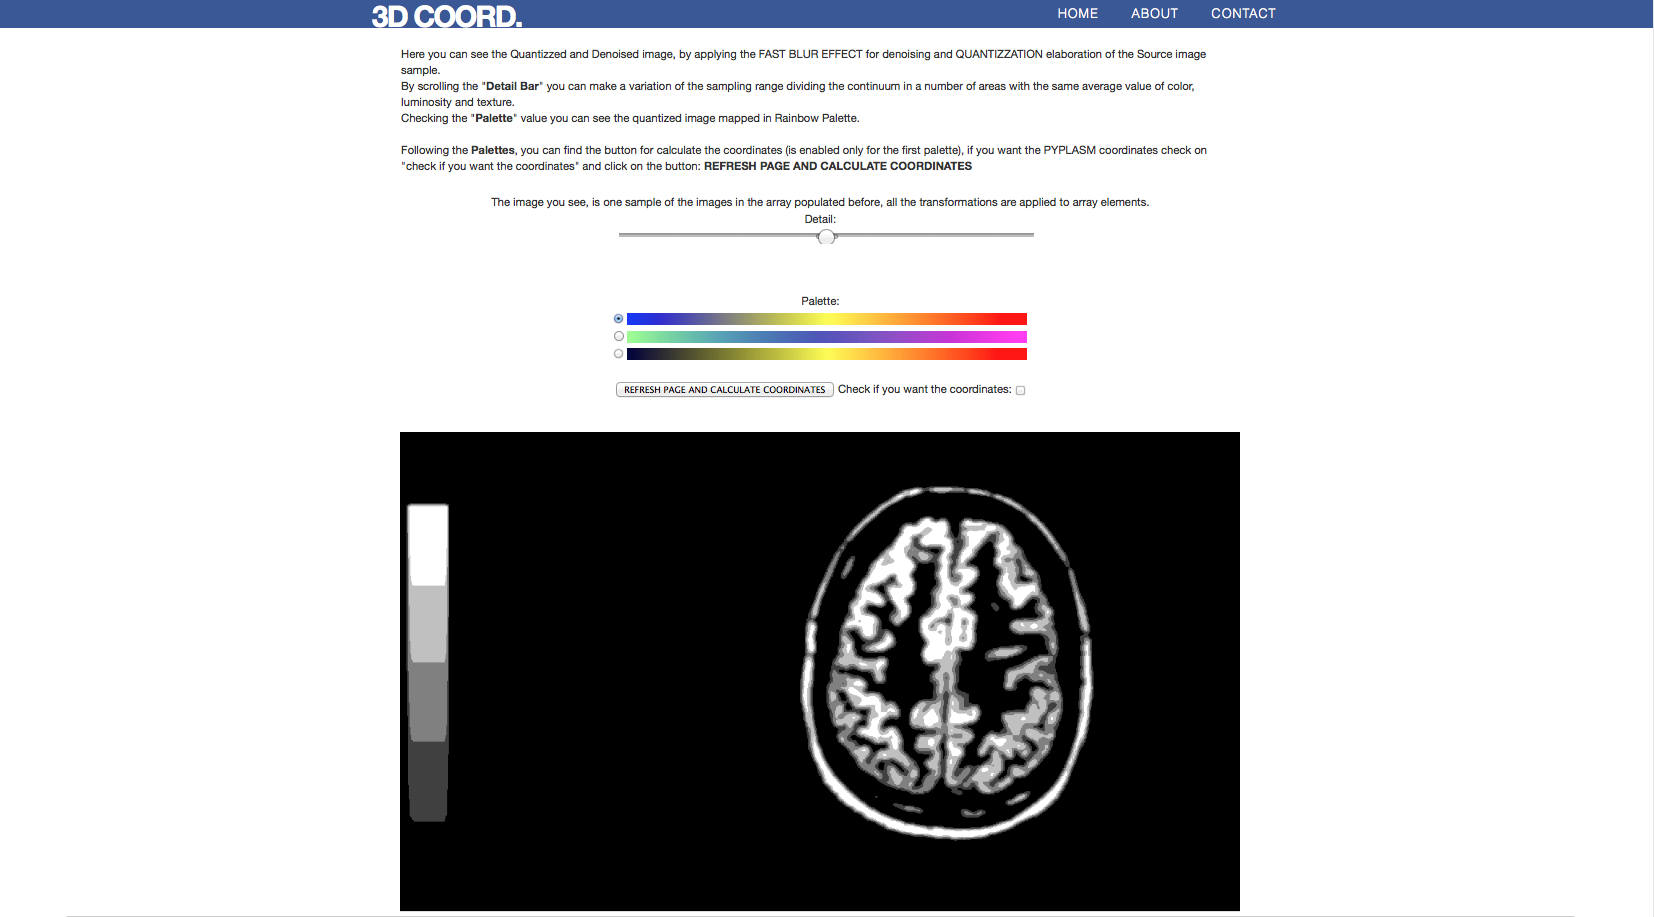 3D COORD.
HOME ABOUT CONTACT
Here you can see the Quantizzed and Denoised image, by applying the FAST BLUR EFFECT for denoising and QUANTIZZATION elaboration of the Source image
sample.
By scrolling the "Detail Bar" you can make a variation of the sampling range dividing the continuum in a number of areas with the same average value of color,
luminosity and texture.
Checking the "Palette" value you can see the quantized image mapped in Rainbow Palette.
Following the Palettes, you can find the button for calculate the coordinates (is enabled only for the first palette), if you want the PYPLASM coordinates check on
"check if you want the coordinates" and click on the button: REFRESH PAGE AND CALCULATE COORDINATES
The image you see, is one sample of the images in the array populated before, all the transformations are applied to array elements.
Detail:
Palette:
REFRESH PAGE AND CALCULATE COORDINATES Check if you want the coordinates: